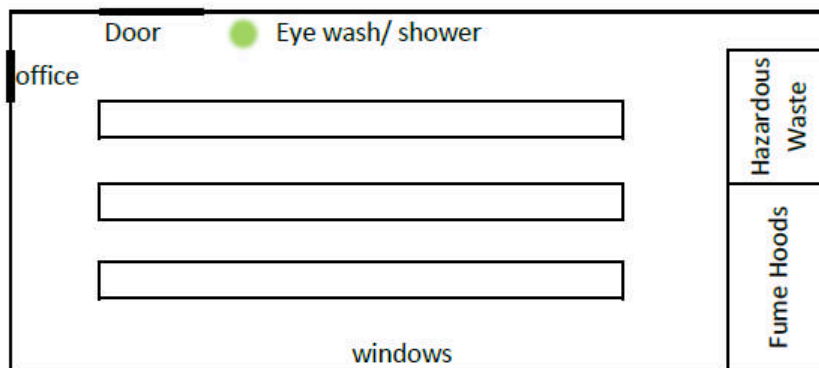 Door
Eye wash/ shower
office
Hazardous
Waste
Fume Hoods
windows